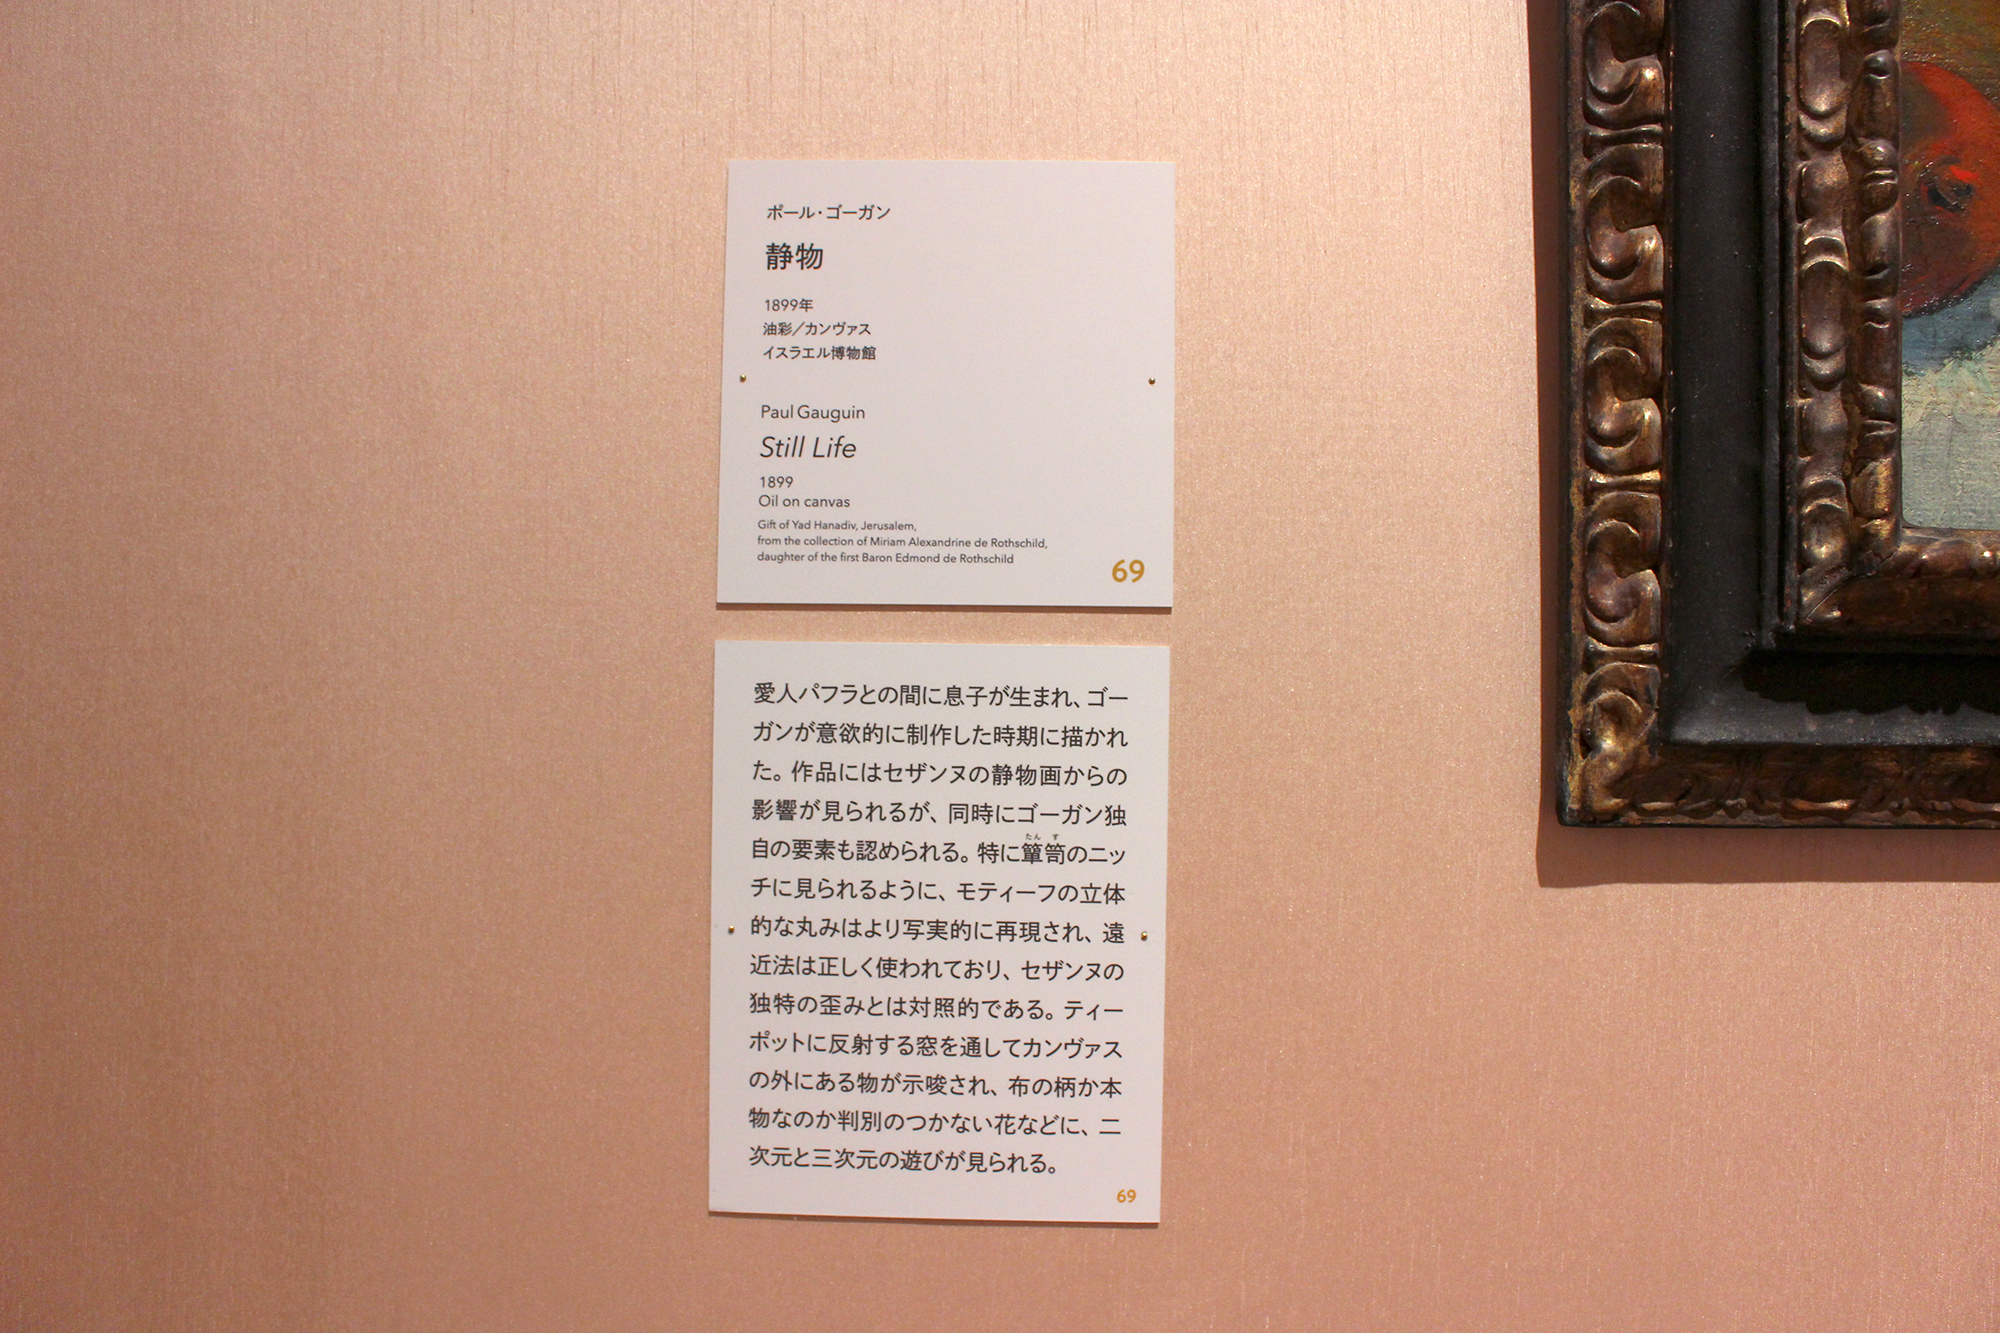 ポール・ゴーガン
静物
1899年
油彩／カンヴァス
イスラエル博物館
Paul Gauguin
Still Life
1899
Oil on canvas
Gift of Yad Hanadiv, Jerusalem,
from the collection of Miriam Alexandrine de Rothschild,
daughter of the first Baron Edmond de Rothschild
69
愛人パフラとの間に息子が生まれ、ゴー
ガンが意欲的に制作した時期に描かれ
た。作品にはセザンヌの静物画からの
影響が見られるが、同時にゴーガン独
たんす
自の要素も認められる。特に簞笥のニッ
チに見られるように、モティーフの立体
的な丸みはより写実的に再現され、遠
近法は正しく使われており、セザンヌの
独特の歪みとは対照的である。ティー
ポットに反射する窓を通してカンヴァス
の外にある物が示唆され、布の柄か本
物なのか判別のつかない花などに、二
次元と三次元の遊びが見られる。
69